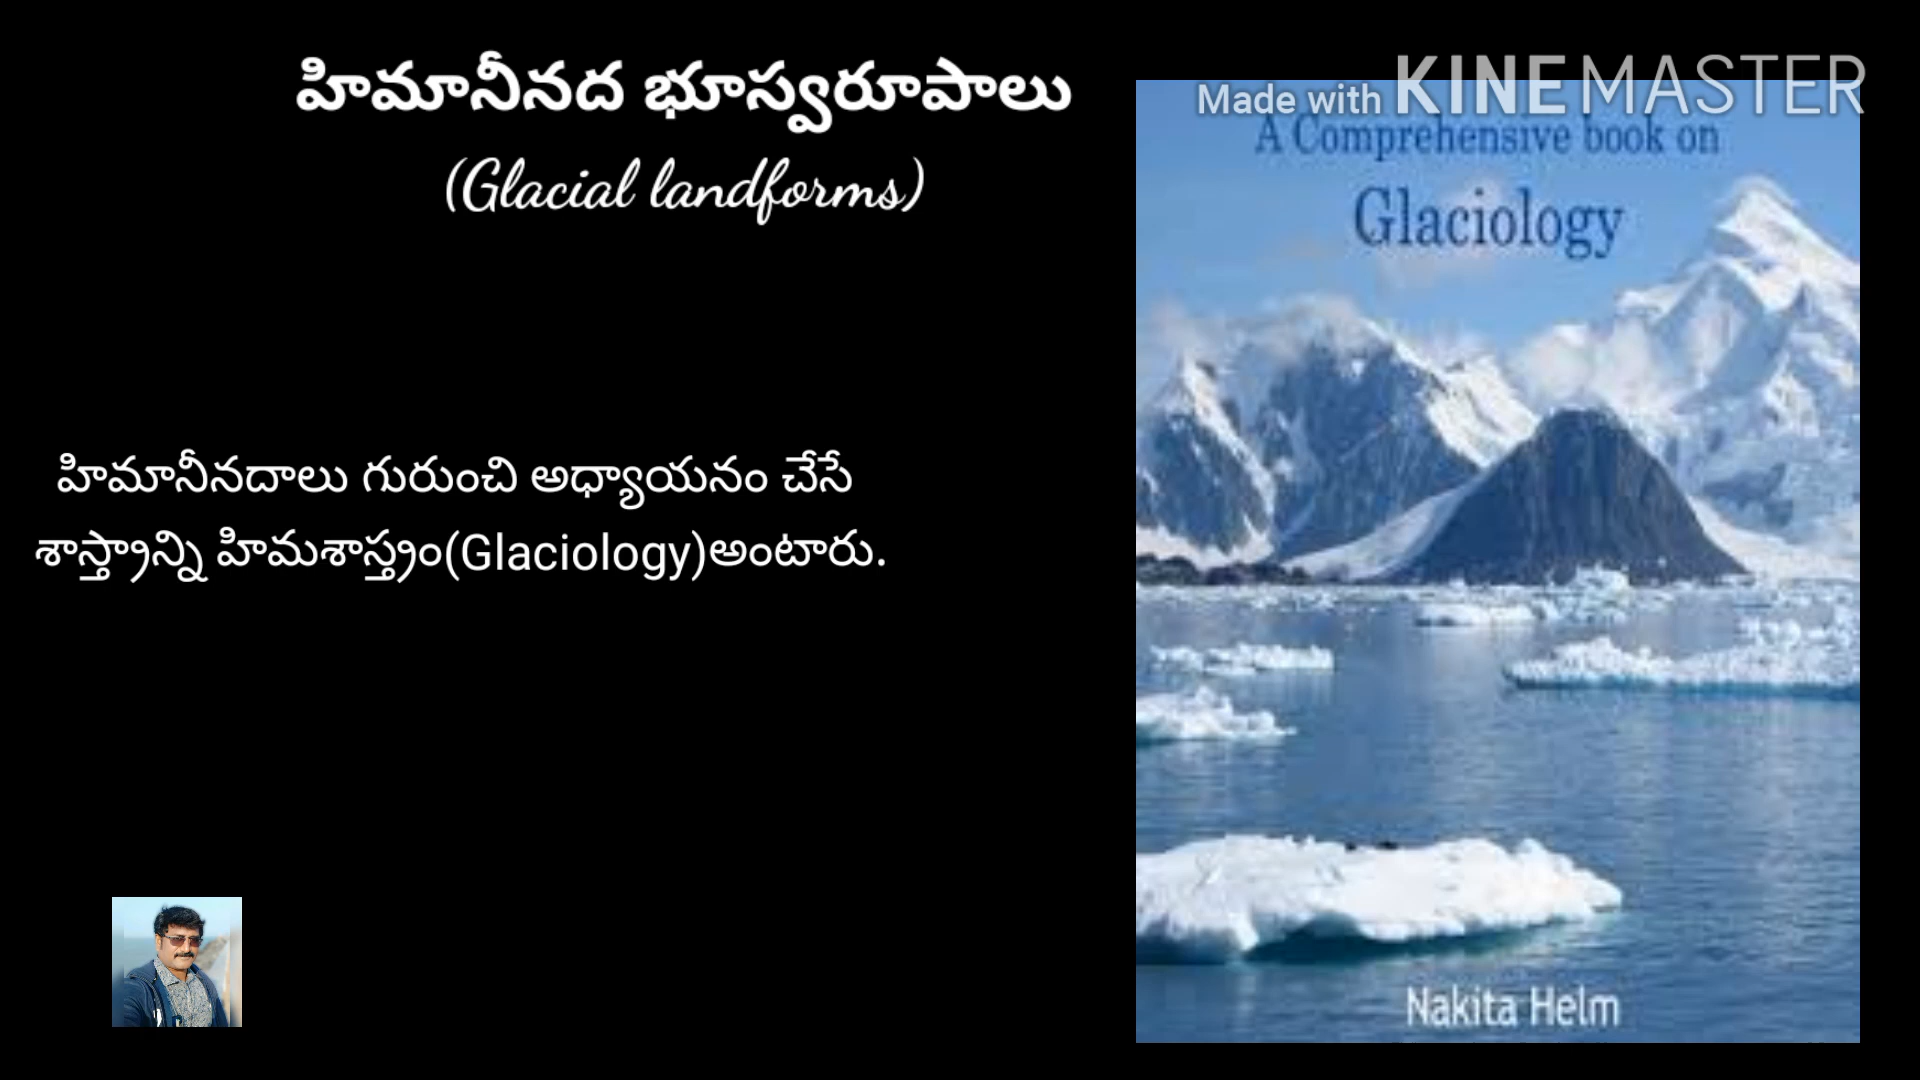 హిమానీనద భూస్వరూపాలు
(Glacial landforms)
హిమానీనదాలు గురుంచి అధ్యాయనం చేసే
శాస్త్రాన్ని హిమశాస్త్రం(Glaciology)అంటారు.
Made with KINEMASTER
A Comprehensive book on
Glaciology
Nakita Helm